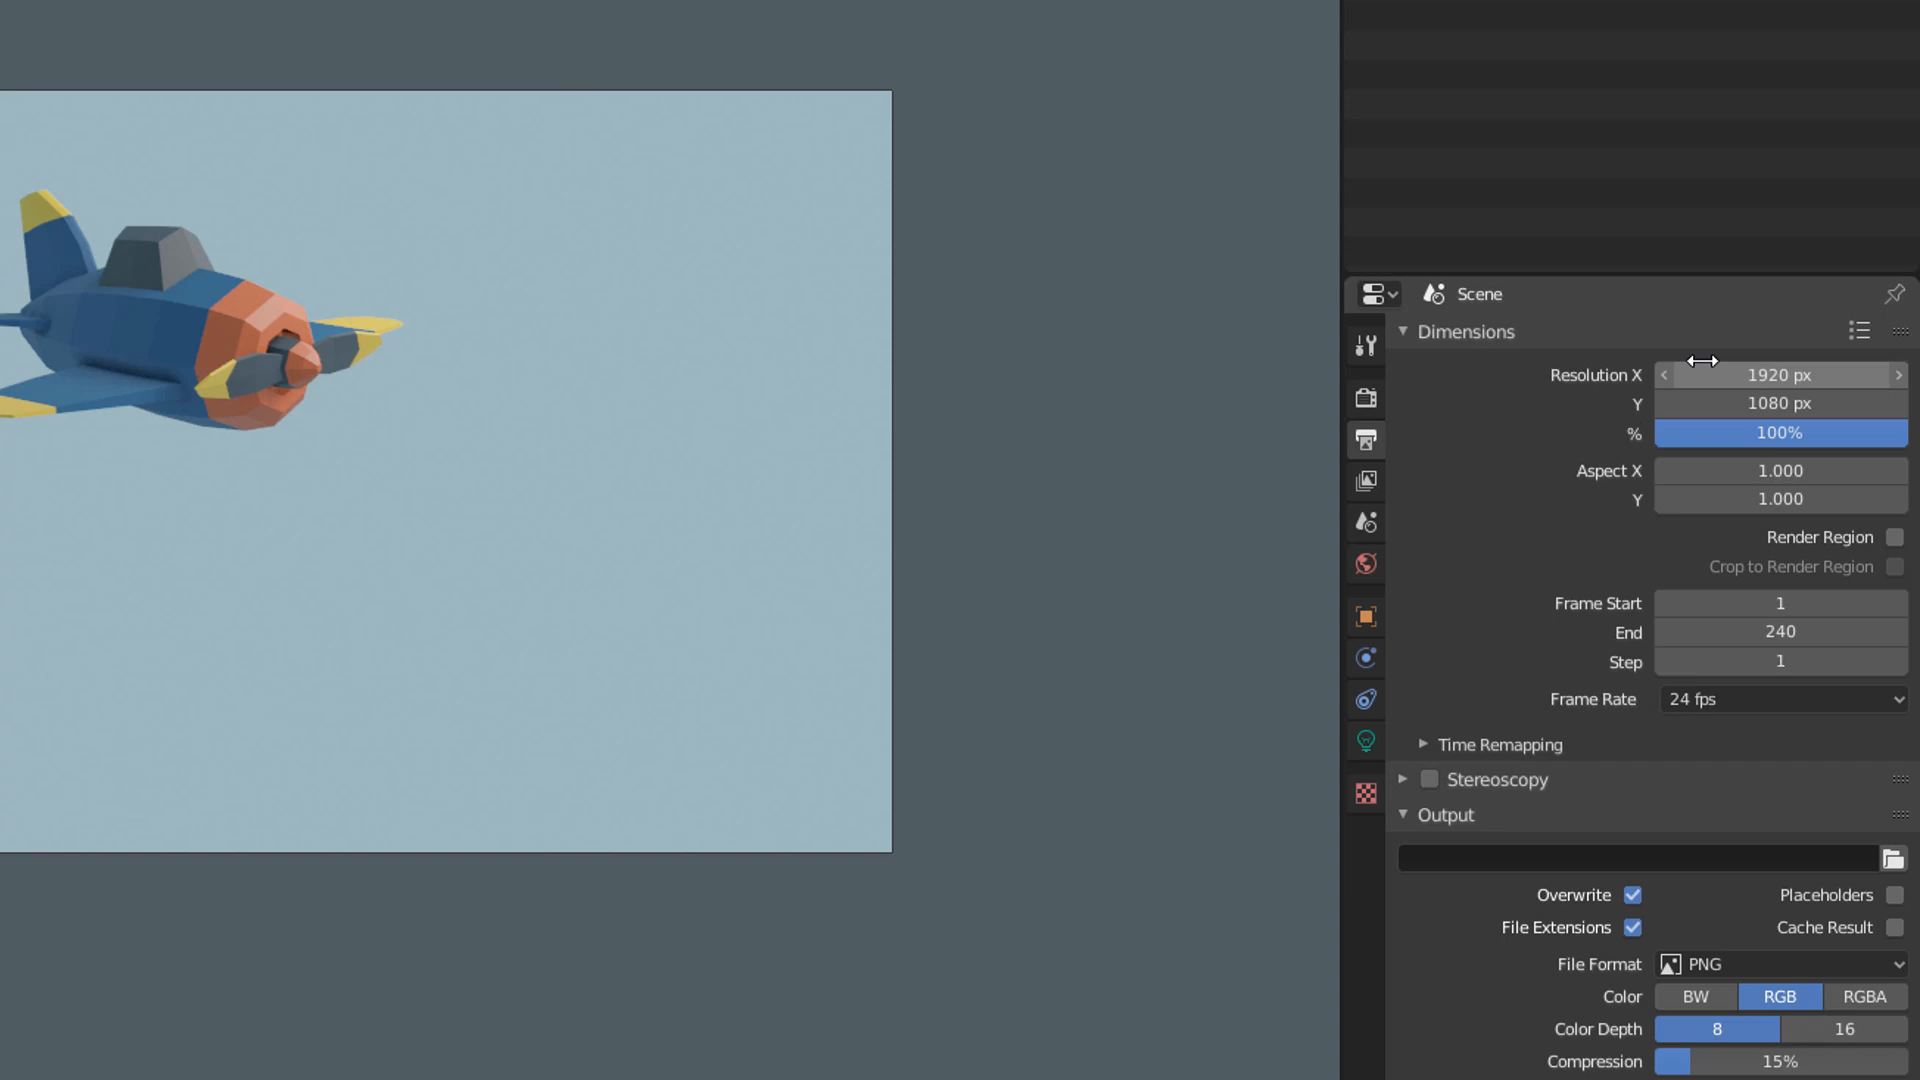 Scene
Dimensions
Resolution X 1920 px
Y 1080 px
% 100%
Aspect X 1.000
Y 1.000
Render Region
Crop to Render Region
Frame Start 1
End 240
Step 1
Frame Rate 24 fps
Time Remapping
Stereoscopy
Output
Overwrite Placeholders
File Extensions Cache Result
File Format PNG
Color BW RGB RGBA
Color Depth 8 16
Compression 15%